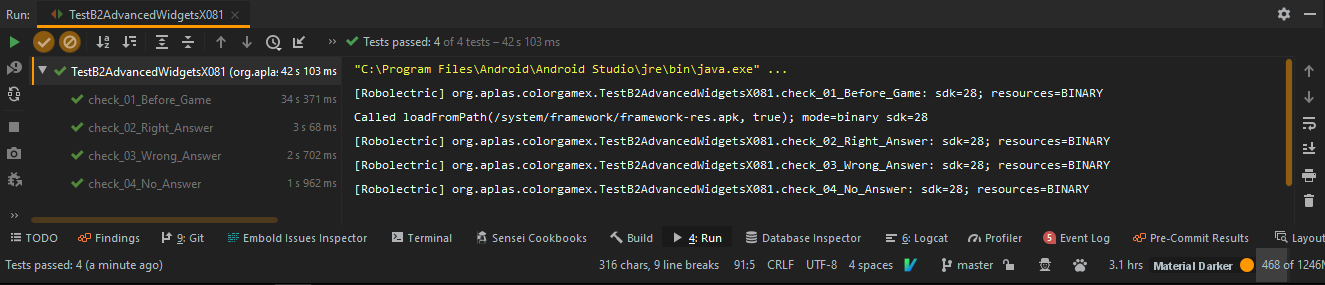 Run: TestB2AdvancedWidgetsX081
Tests passed: 4 of 4 tests – 42 s 103 ms
TestB2AdvancedWidgetsX081 (org.aplas 42 s 103 ms
"C:\Program Files\Android\Android Studio\jre\bin\java.exe" ...
check_01_Before_Game 34 s 371 ms
[Robolectric] org.aplas.colorgamex.TestB2AdvancedWidgetsX081.check_01_Before_Game: sdk=28; resources=BINARY
Called loadFromPath(/system/framework/framework-res.apk, true); mode=binary sdk=28
check_02_Right_Answer 3 s 68 ms
[Robolectric] org.aplas.colorgamex.TestB2AdvancedWidgetsX081.check_02_Right_Answer: sdk=28; resources=BINARY
check_03_Wrong_Answer 2 s 702 ms
[Robolectric] org.aplas.colorgamex.TestB2AdvancedWidgetsX081.check_03_Wrong_Answer: sdk=28; resources=BINARY
check_04_No_Answer 1 s 962 ms
[Robolectric] org.aplas.colorgamex.TestB2AdvancedWidgetsX081.check_04_No_Answer: sdk=28; resources=BINARY
TODO Findings 9: Git Embold Issues Inspector Terminal Sensei Cookbooks Build 4: Run Database Inspector 6: Logcat Profiler 5 Event Log Pre-Commit Results Layout
Tests passed: 4 (a minute ago) 316 chars, 9 line breaks 91:5 CRLF UTF-8 4 spaces master 3.1 hrs Material Darker 468 of 1246M